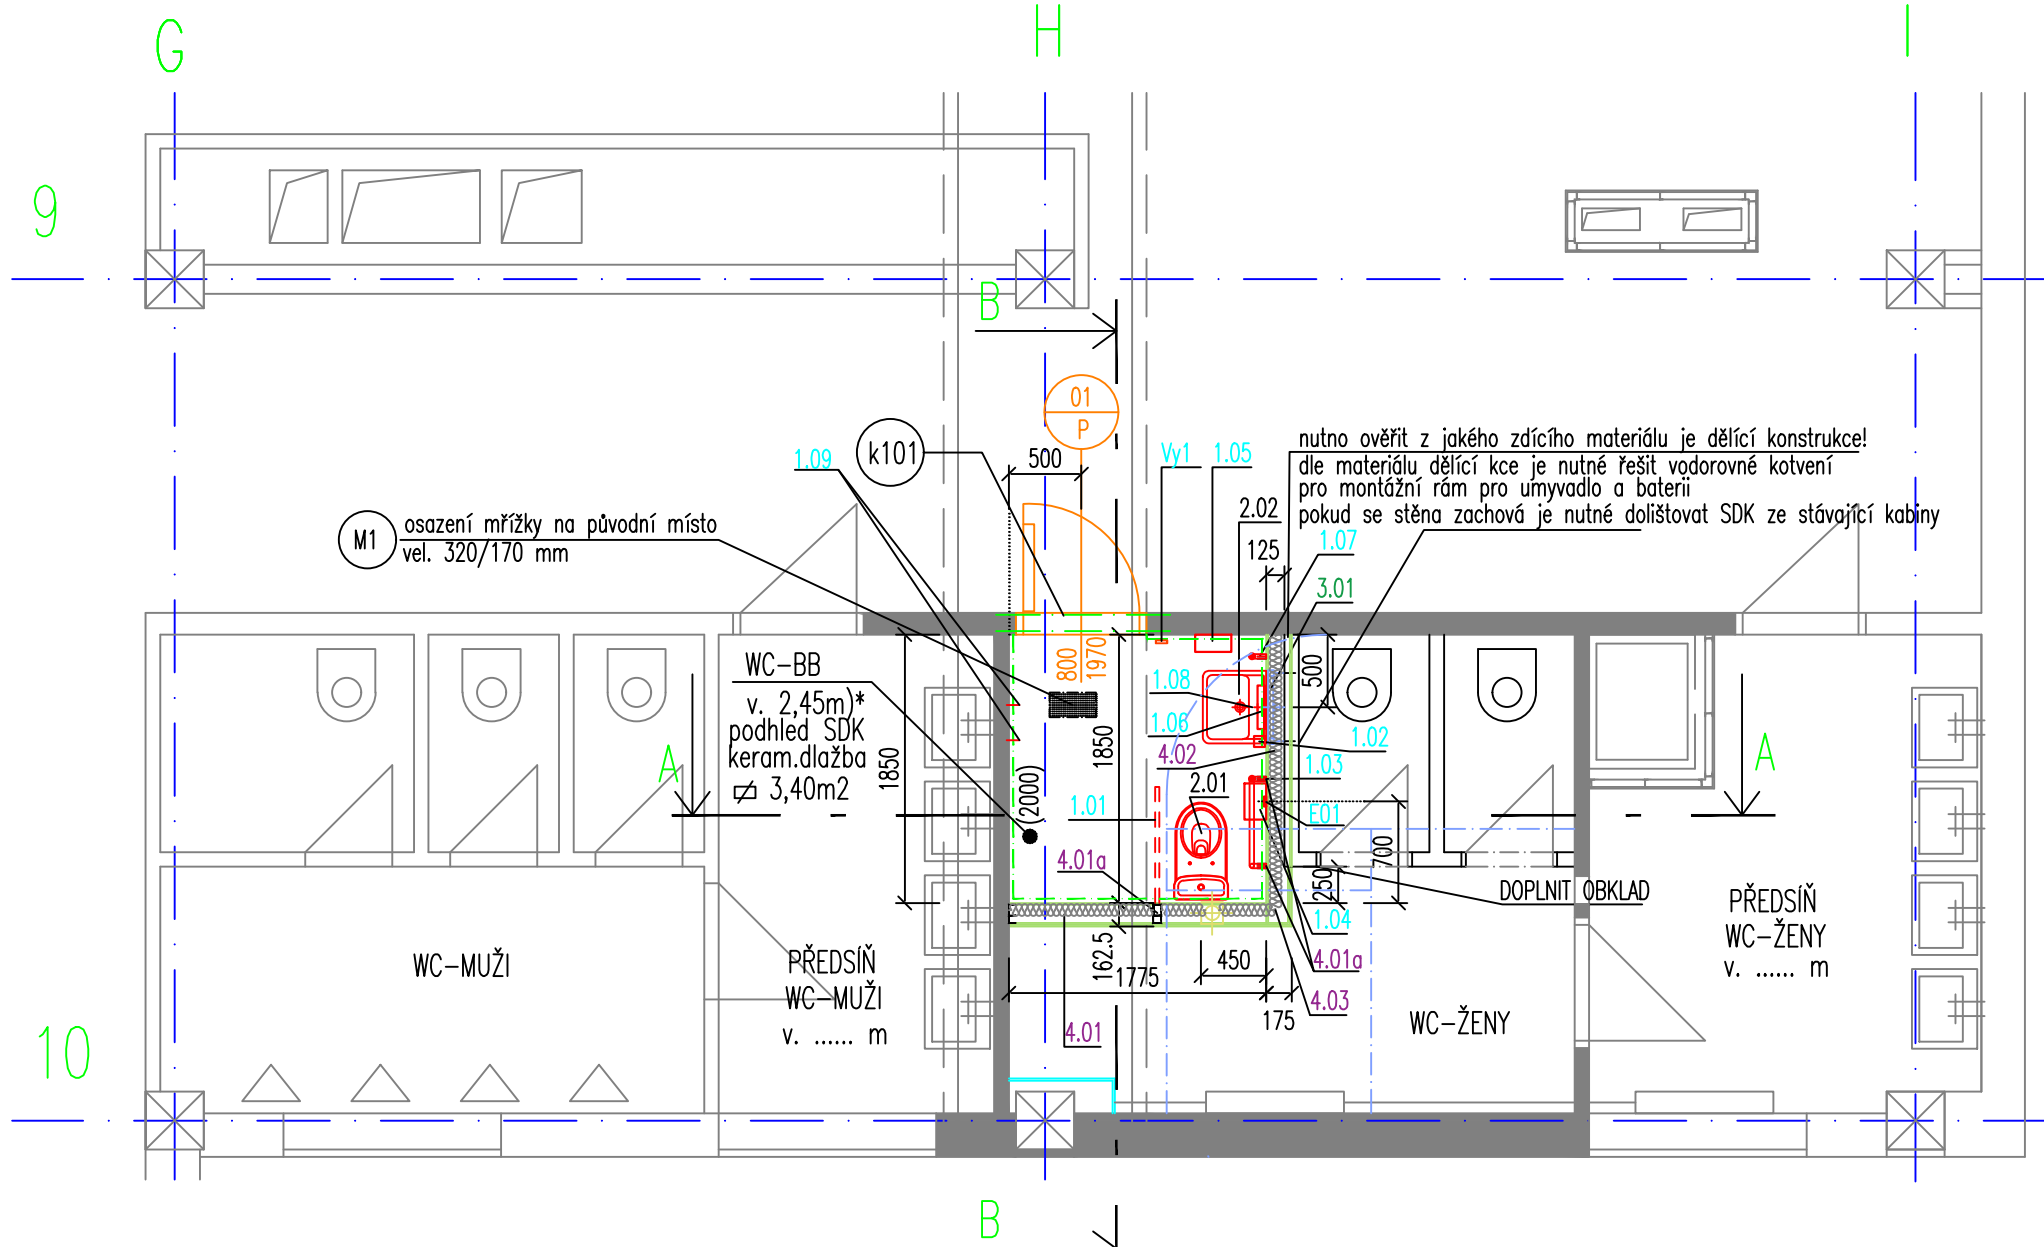 G
H
I
9
B
01
P
k101
500
1.09
Vy1
1.05
nutno ověřit z jakého zdícího materiálu je dělící konstrukce!
dle materiálu dělící kce je nutné řešit vodorovné kotvení
pro montážní rám pro umyvadlo a baterii
pokud se stěna zachová je nutné dolištovat SDK ze stávající kabiny
M1
osazení mřížky na původní místo
vel. 320/170 mm
2.02
125
1.07
3.01
800
1970
500
WC-BB
v. 2,45m)*
podhled SDK
keram.dlažba
3,40m2
1850
1850
(2000)
1.08
1.06
4.02
2.01
1.02
1.03
E01
A
A
1.01
4.01a
700
250
DOPLNIT OBKLAD
1.04
4.01a
4.03
162.5
1775
450
175
4.01
WC-MUŽI
PŘEDSÍŇ
WC-MUŽI
v. ...... m
WC-ŽENY
PŘEDSÍŇ
WC-ŽENY
v. ...... m
10
B